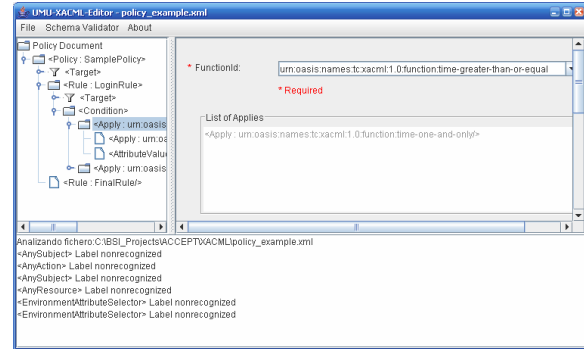 UMU-XACML-Editor - policy_example.xml
File Schema Validator About
Policy Document
<Policy : SamplePolicy>
<Target>
<Rule : LoginRule>
<Target>
<Condition>
<Apply : urn:oasis
<Apply : urn:oa
<AttributeValu
<Apply : urn:oasis
<Rule : FinalRule/>
* FunctionId:
urn:oasis:names:tc:xacml:1.0:function:time-greater-than-or-equal
* Required
List of Applies
<Apply : urn:oasis:names:tc:xacml:1.0:function:time-one-and-only/>
Analizando fichero:C:\BSI_Projects\ACCEPT\XACML\policy_example.xml
<AnySubject> Label nonrecognized
<AnyAction> Label nonrecognized
<AnySubject> Label nonrecognized
<AnyResource> Label nonrecognized
<EnvironmentAttributeSelector> Label nonrecognized
<EnvironmentAttributeSelector> Label nonrecognized